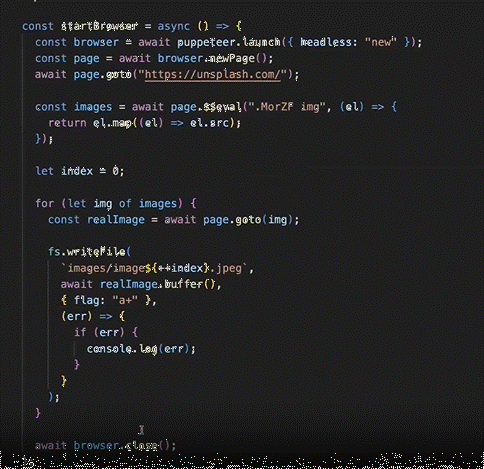 const startBrowser = async () => {
const browser = await puppeteer.launch({ headless: "new" });
const page = await browser.newPage();
await page.goto("https://unsplash.com/");
const images = await page.$$eval(".MorZF img", (el) => {
return el.map((el) => el.src);
});
let index = 0;
for (let img of images) {
const realImage = await page.goto(img);
fs.writeFile(
`images/image${++index}.jpeg`,
await realImage.buffer(),
{ flag: "a+" },
(err) => {
if (err) {
console.log(err);
}
}
);
}
await browser.close();